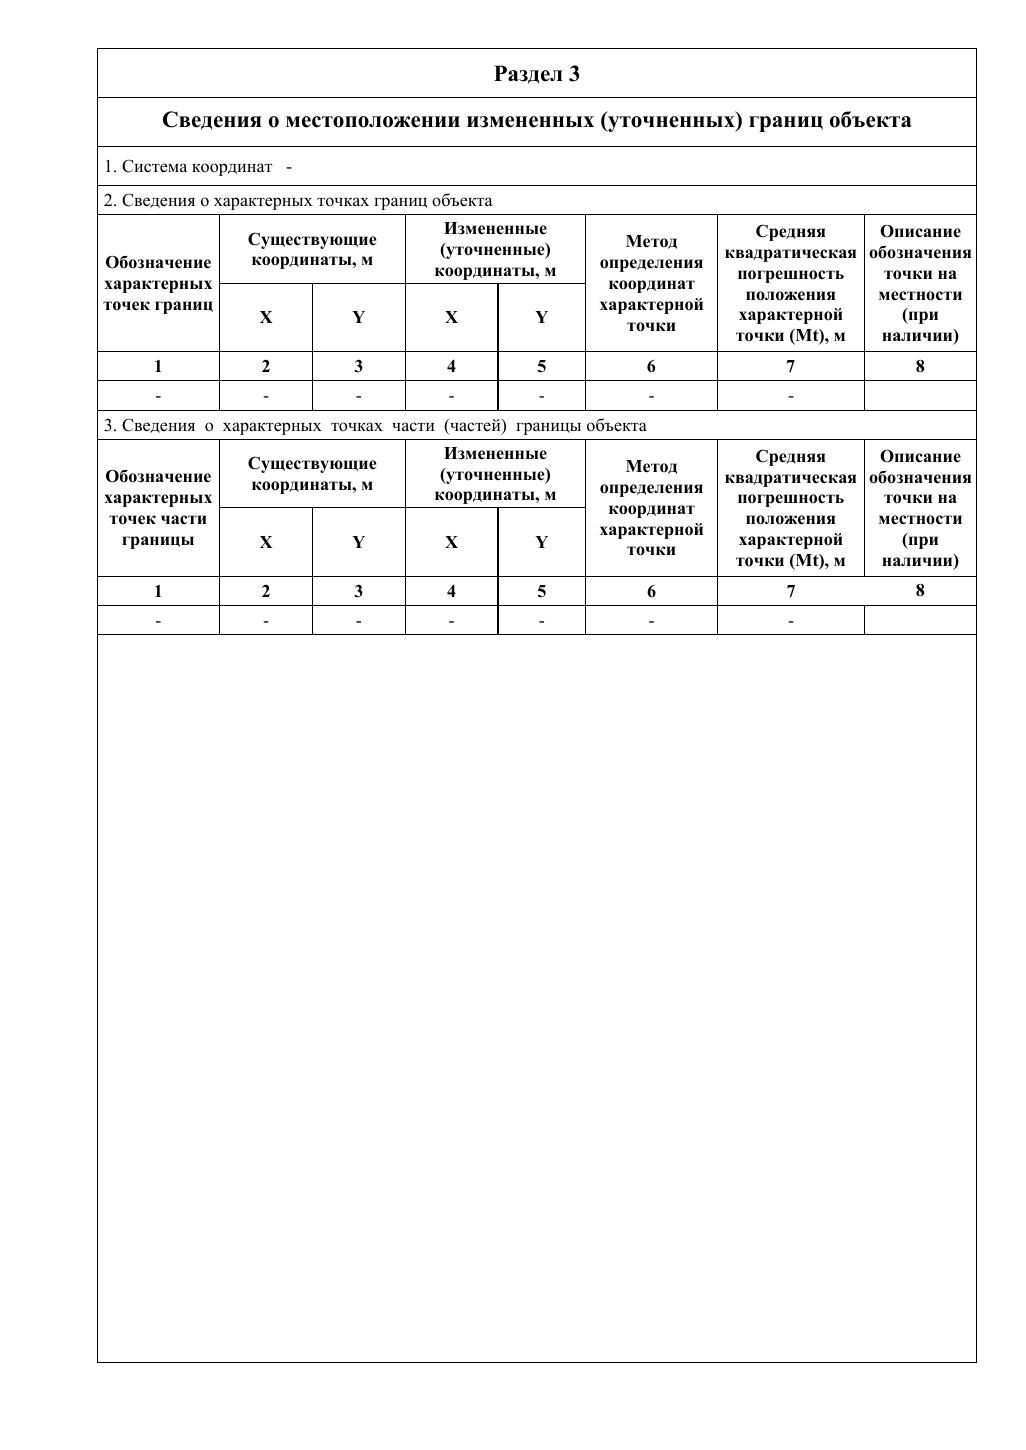 Раздел 3
Сведения о местоположении измененных (уточненных) границ объекта
1. Система координат -
2. Сведения о характерных точках границ объекта
Обозначение
характерных
точек границ
Существующие
координаты, м
Измененные
(уточненные)
координаты, м
Метод
определения
координат
характерной
точки
Средняя
квадратическая
погрешность
положения
характерной
точки (Mt), м
Описание
обозначения
точки на
местности
(при
наличии)
X Y X Y
1 2 3 4 5 6 7 8
- - - - - - -
3. Сведения о характерных точках части (частей) границы объекта
Обозначение
характерных
точек части
границы
Существующие
координаты, м
Измененные
(уточненные)
координаты, м
Метод
определения
координат
характерной
точки
Средняя
квадратическая
погрешность
положения
характерной
точки (Mt), м
Описание
обозначения
точки на
местности
(при
наличии)
X Y X Y
1 2 3 4 5 6 7 8
- - - - - - -